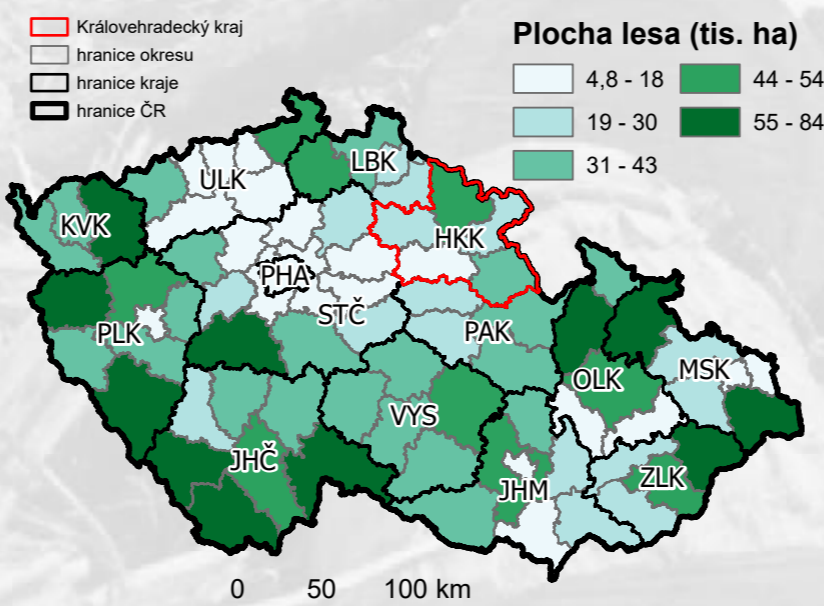 Královehradecký kraj
hranice okresu
hranice kraje
hranice ČR
Plocha lesa (tis. ha)
4,8 - 18
44 - 54
19 - 30
55 - 84
31 - 43
LBK
ULK
KVK
HKK
PHA
STČ
PLK
PAK
MSK
OLK
VYS
JHČ
ZLK
JHM
0 50 100 km